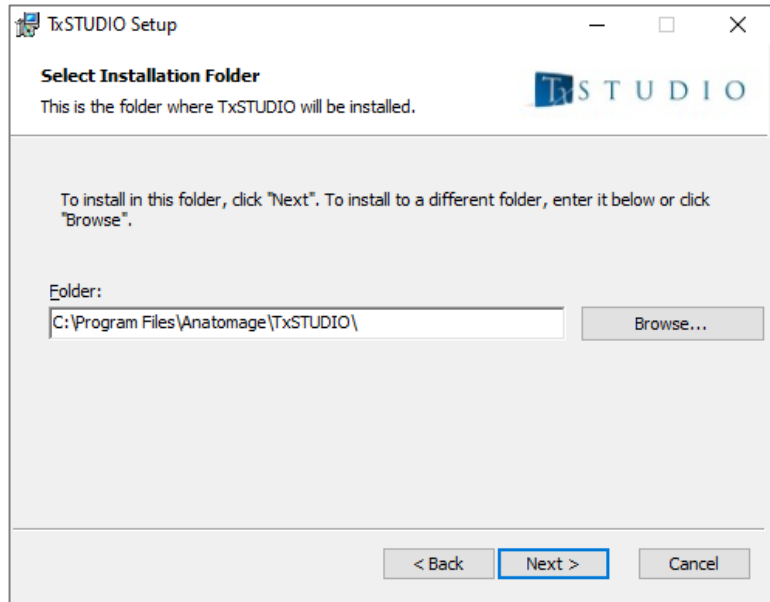 TxSTUDIO Setup
Select Installation Folder
This is the folder where TxSTUDIO will be installed.
TxSTUDIO
To install in this folder, click "Next". To install to a different folder, enter it below or click
"Browse".
Folder:
C:\Program Files\Anatomage\TxSTUDIO\
Browse...
< Back
Next >
Cancel